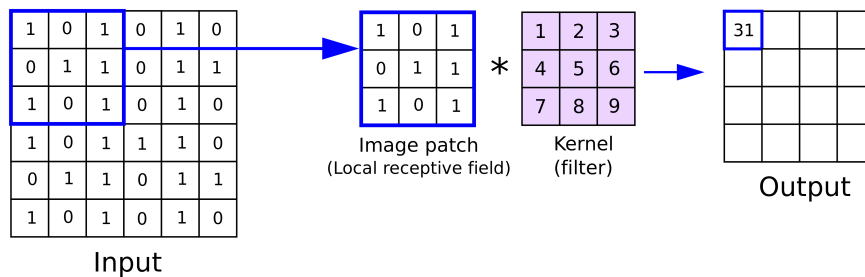 1 0 1 0 1 0
0 1 1 0 1 1
1 0 1 0 1 0
1 0 1 1 1 0
0 1 1 0 1 1
1 0 1 0 1 0
Input
1 0 1
0 1 1
1 0 1
Image patch
(Local receptive field)
*
1 2 3
4 5 6
7 8 9
Kernel
(filter)
31
Output